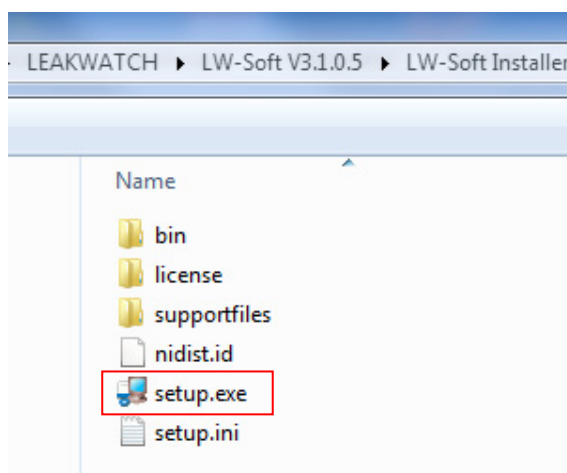 LEAKWATCH ▸ LW-Soft V3.1.0.5 ▸ LW-Soft Installer
Name
bin
license
supportfiles
nidist.id
setup.exe
setup.ini